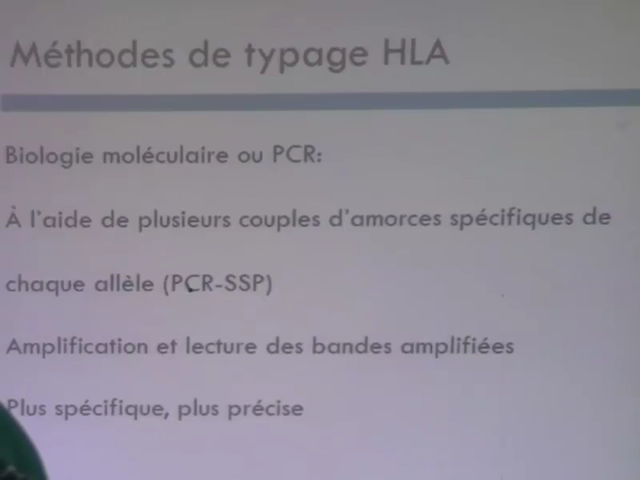 Méthodes de typage HLA
Biologie moléculaire ou PCR:
À l'aide de plusieurs couples d'amorces spécifiques de
chaque allèle (PCR-SSP)
Amplification et lecture des bandes amplifiées
Plus spécifique, plus précise